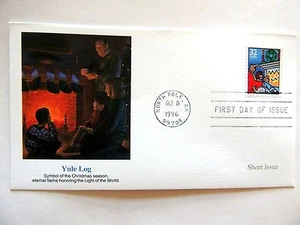 32
NORTH POLE, AK
OCT 8
1996
99705
FIRST DAY OF ISSUE
Yule Log
Symbol of the Christmas season,
eternal flame honoring the Light of the World.
Sheet Issue